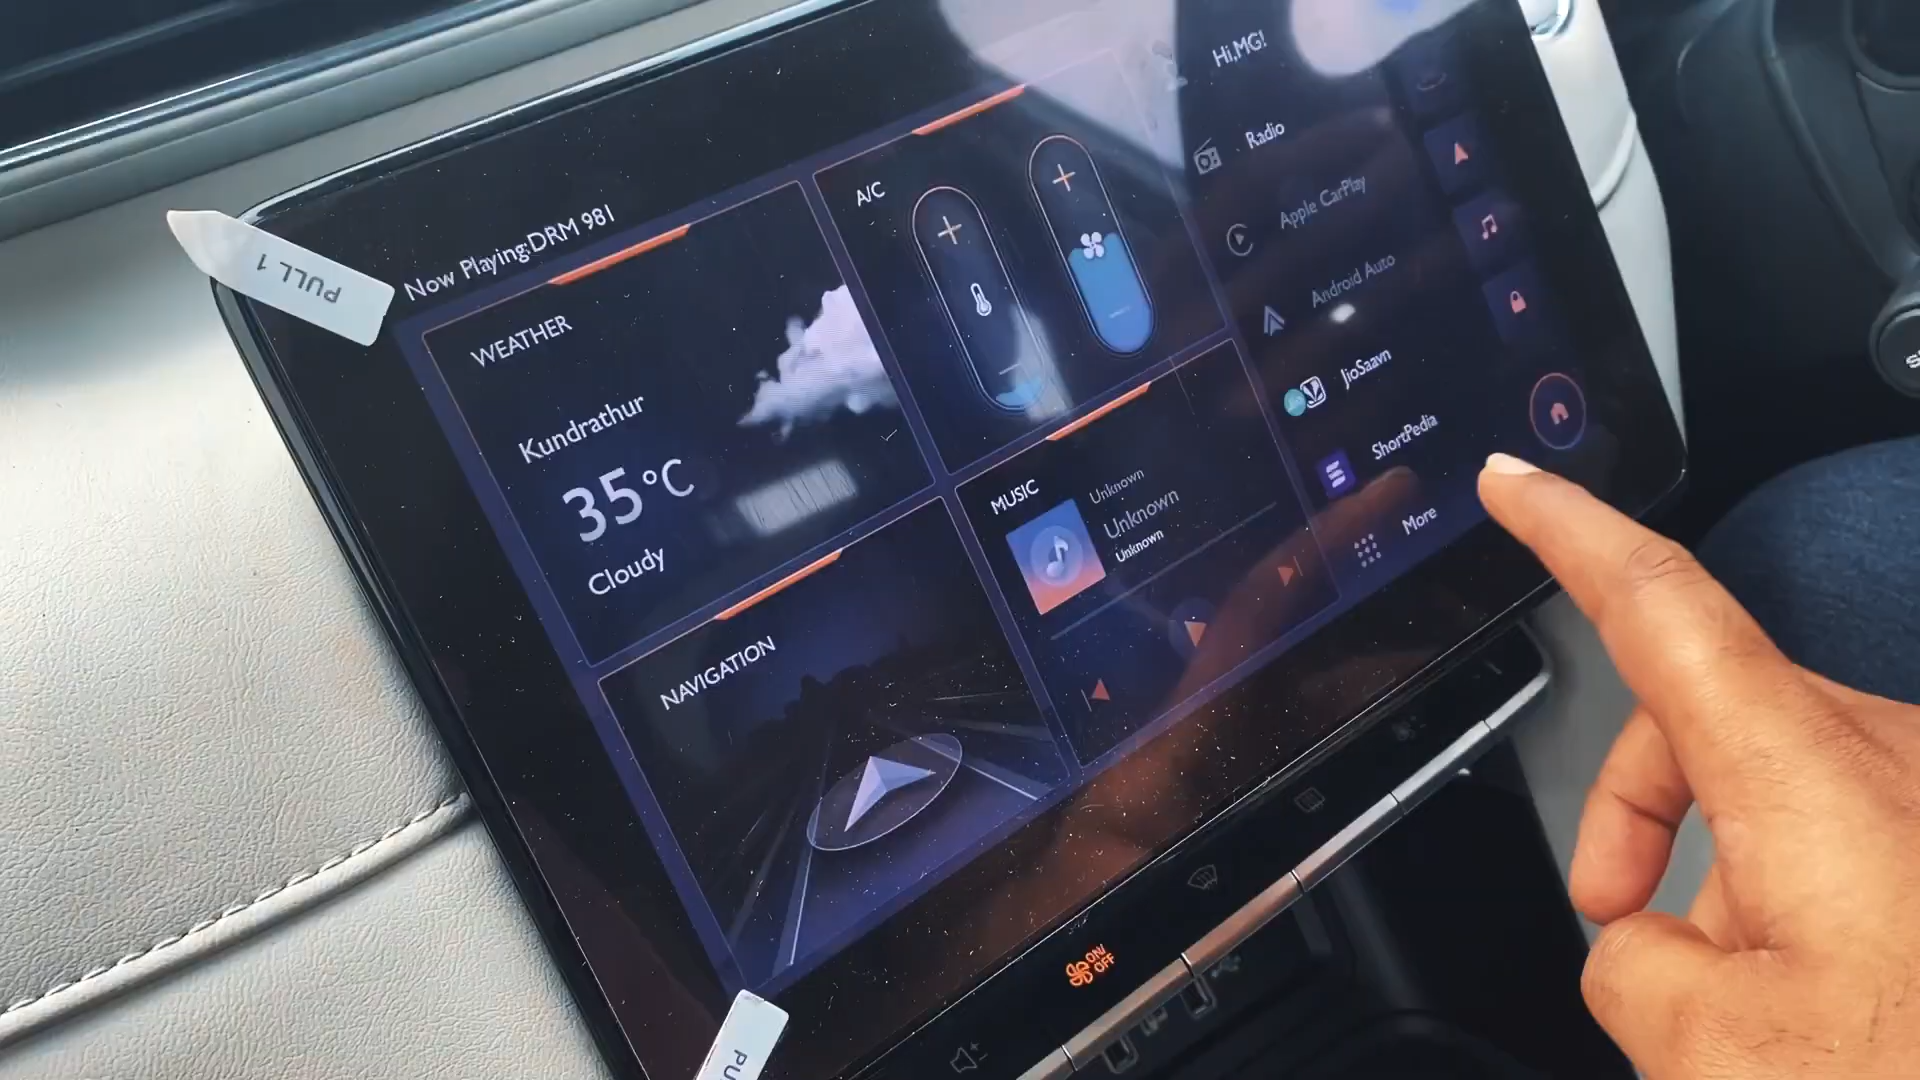 PULL 1
Now Playing:DRM 981
WEATHER
Kundrathur
35°C
Cloudy
A/C
NAVIGATION
MUSIC
Unknown
Unknown
Unknown
Hi,MG!
Radio
Apple CarPlay
Android Auto
JioSaavn
ShortPedia
More
ON/
OFF